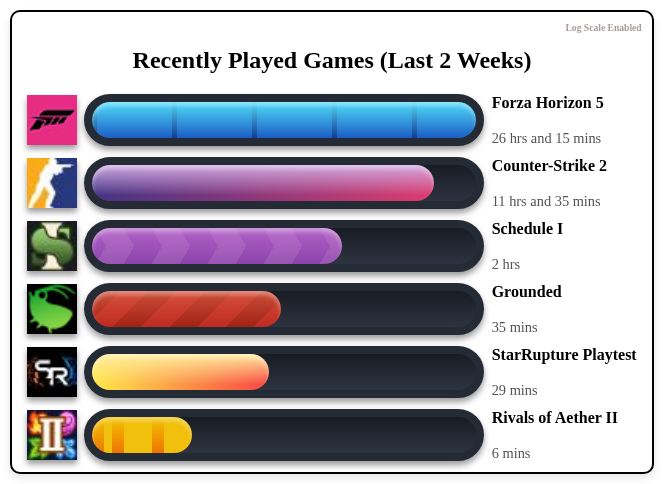 Log Scale Enabled
Recently Played Games (Last 2 Weeks)
Forza Horizon 5
26 hrs and 15 mins
Counter-Strike 2
11 hrs and 35 mins
S
Schedule I
2 hrs
Grounded
35 mins
SR
StarRupture Playtest
29 mins
II
Rivals of Aether II
6 mins